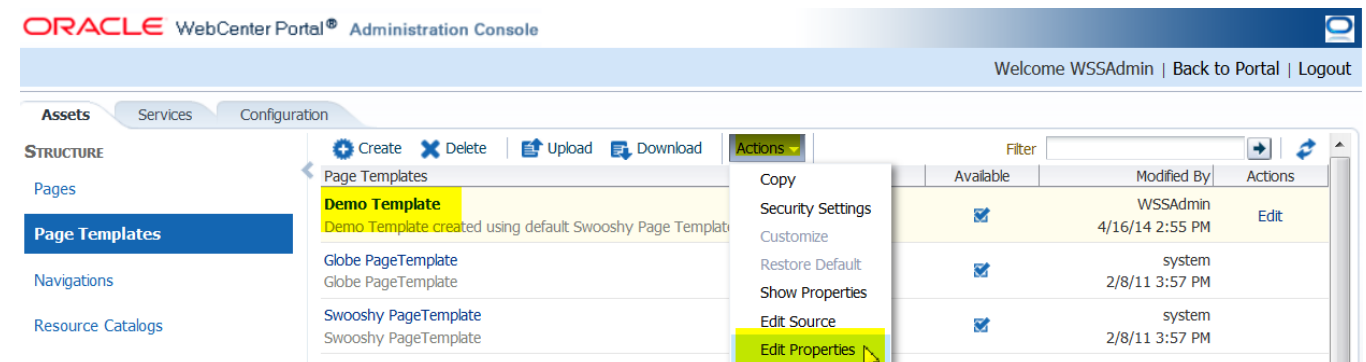 ORACLE WebCenter Portal® Administration Console
Welcome WSSAdmin | Back to Portal | Logout
Assets Services Configuration
STRUCTURE
Pages
Page Templates
Navigations
Resource Catalogs
Create Delete Upload Download Actions Filter
Page Templates Available Modified By Actions
Demo Template WSSAdmin
Demo Template created using default Swooshy Page Templat 4/16/14 2:55 PM Edit
Globe PageTemplate system
Globe PageTemplate 2/8/11 3:57 PM
Swooshy PageTemplate system
Swooshy PageTemplate 2/8/11 3:57 PM
Copy
Security Settings
Customize
Restore Default
Show Properties
Edit Source
Edit Properties